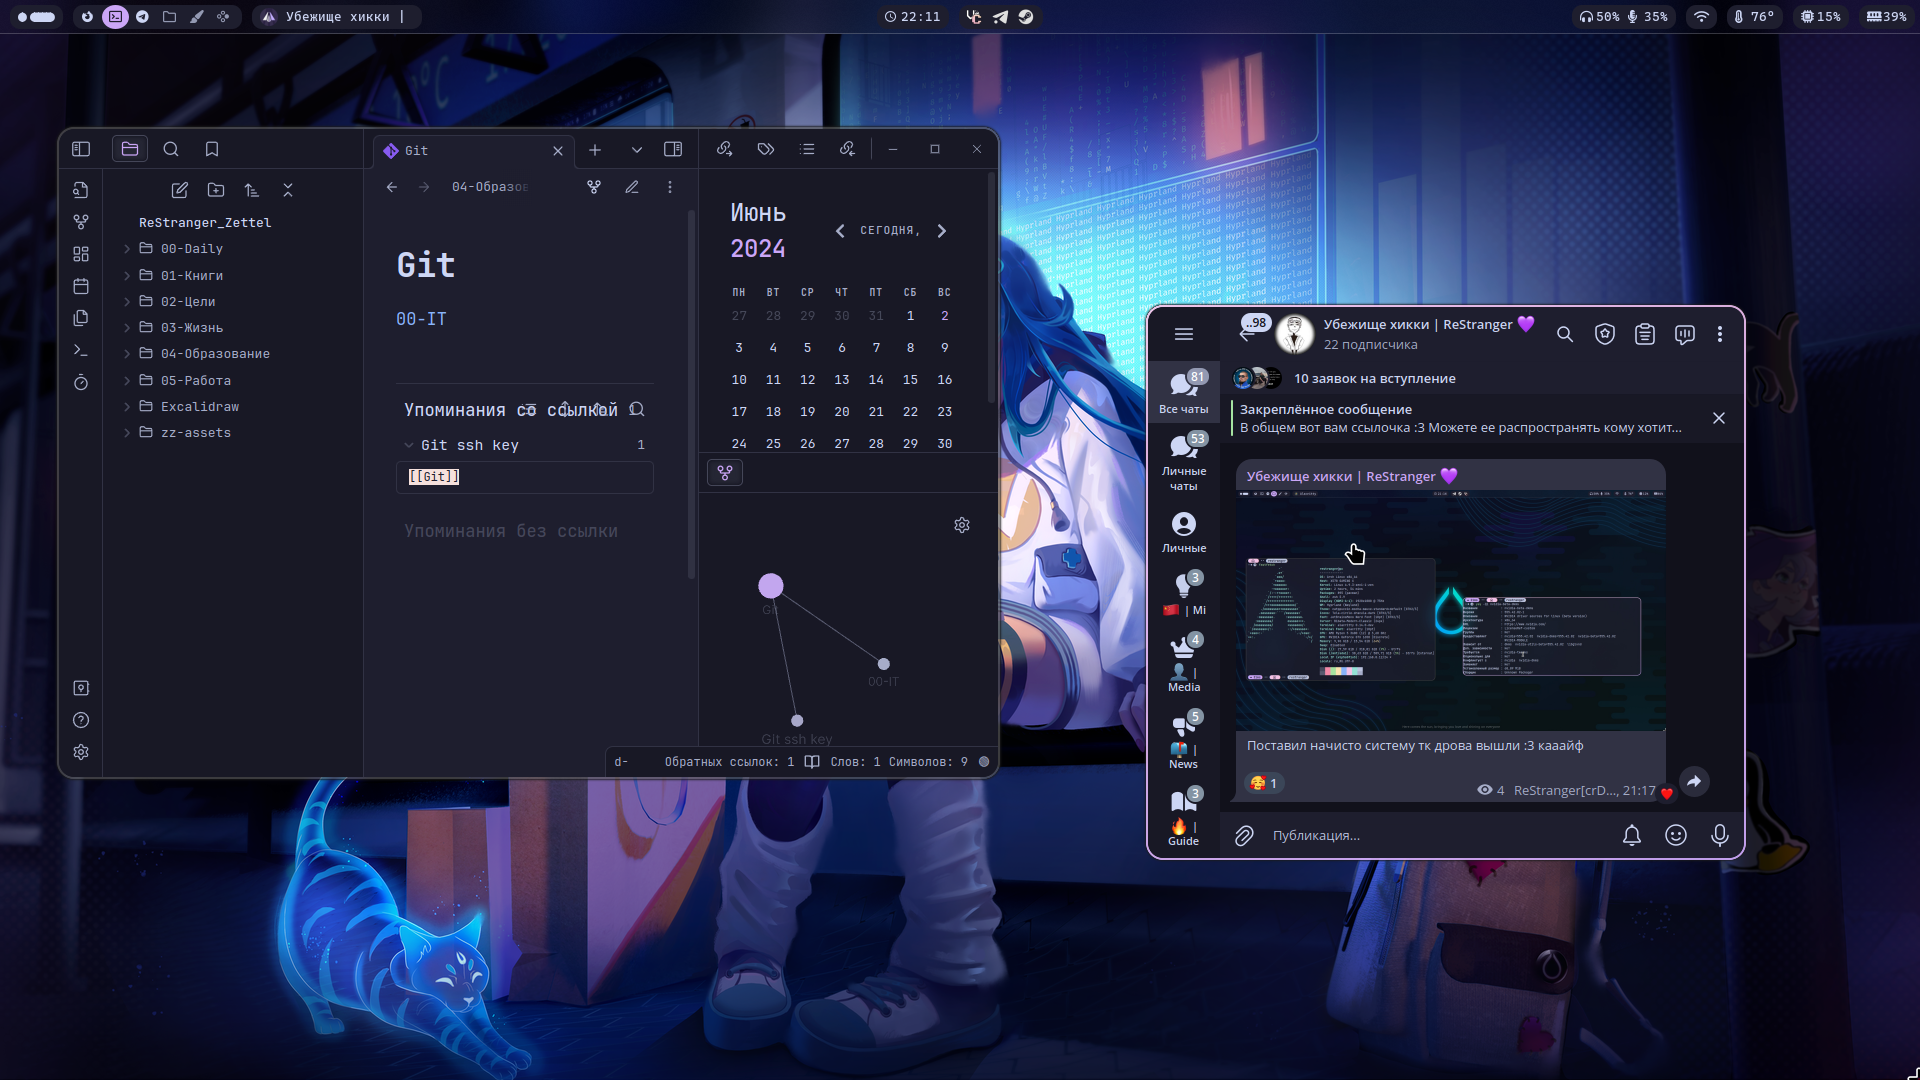 Убежище хикки |
22:11
50% 35%
76°
15%
39%
Git
04-Образов
ReStranger_Zettel
00-Daily
01-Книги
02-Цели
03-Жизнь
04-Образование
05-Работа
Excalidraw
zz-assets
Git
00-IT
Упоминания со ссылкой
Git ssh key 1
[[Git]]
Упоминания без ссылки
Июнь
2024
СЕГОДНЯ,
ПН ВТ СР ЧТ ПТ СБ ВС
27 28 29 30 31 1 2
3 4 5 6 7 8 9
10 11 12 13 14 15 16
17 18 19 20 21 22 23
24 25 26 27 28 29 30
Git
00-IT
Git ssh key
d-
Обратных ссылок: 1 Слов: 1 Символов: 9
Hyprland Hyprland Hyprland
..98
Убежище хикки | ReStranger 💜
22 подписчика
10 заявок на вступление
Закреплённое сообщение
В общем вот вам ссылочка :3 Можете ее распространять кому хотит...
81
Все чаты
53
Личные
чаты
Личные
3
🇨🇳 | Mi
4
👤 |
Media
5
📬 |
News
3
🔥 |
Guide
Убежище хикки | ReStranger 💜
Поставил начисто систему тк дрова вышли :3 кааайф
🥰 1
4 ReStranger[crD..., 21:17
Публикация...